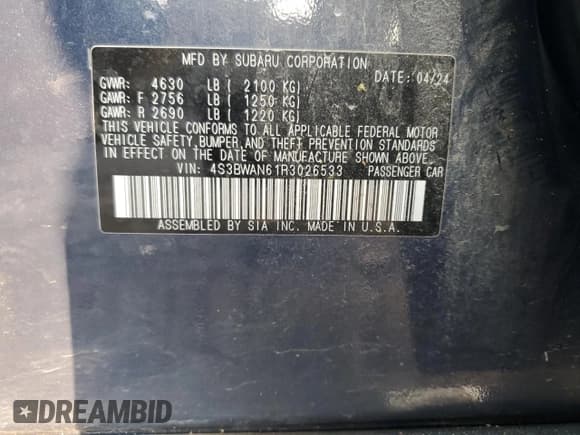 MFD BY SUBARU CORPORATION
DATE: 04/24
GVWR: 4630 LB ( 2100 KG)
GAWR: F 2756 LB ( 1250 KG)
GAWR: R 2690 LB ( 1220 KG)
THIS VEHICLE CONFORMS TO ALL APPLICABLE FEDERAL MOTOR
VEHICLE SAFETY, BUMPER AND THEFT PREVENTION STANDARDS
IN EFFECT ON THE DATE OF MANUFACTURE SHOWN ABOVE.
VIN: 4S3BWAN61R3026533 PASSENGER CAR
ASSEMBLED BY SIA INC. MADE IN U.S.A.
DREAMBID